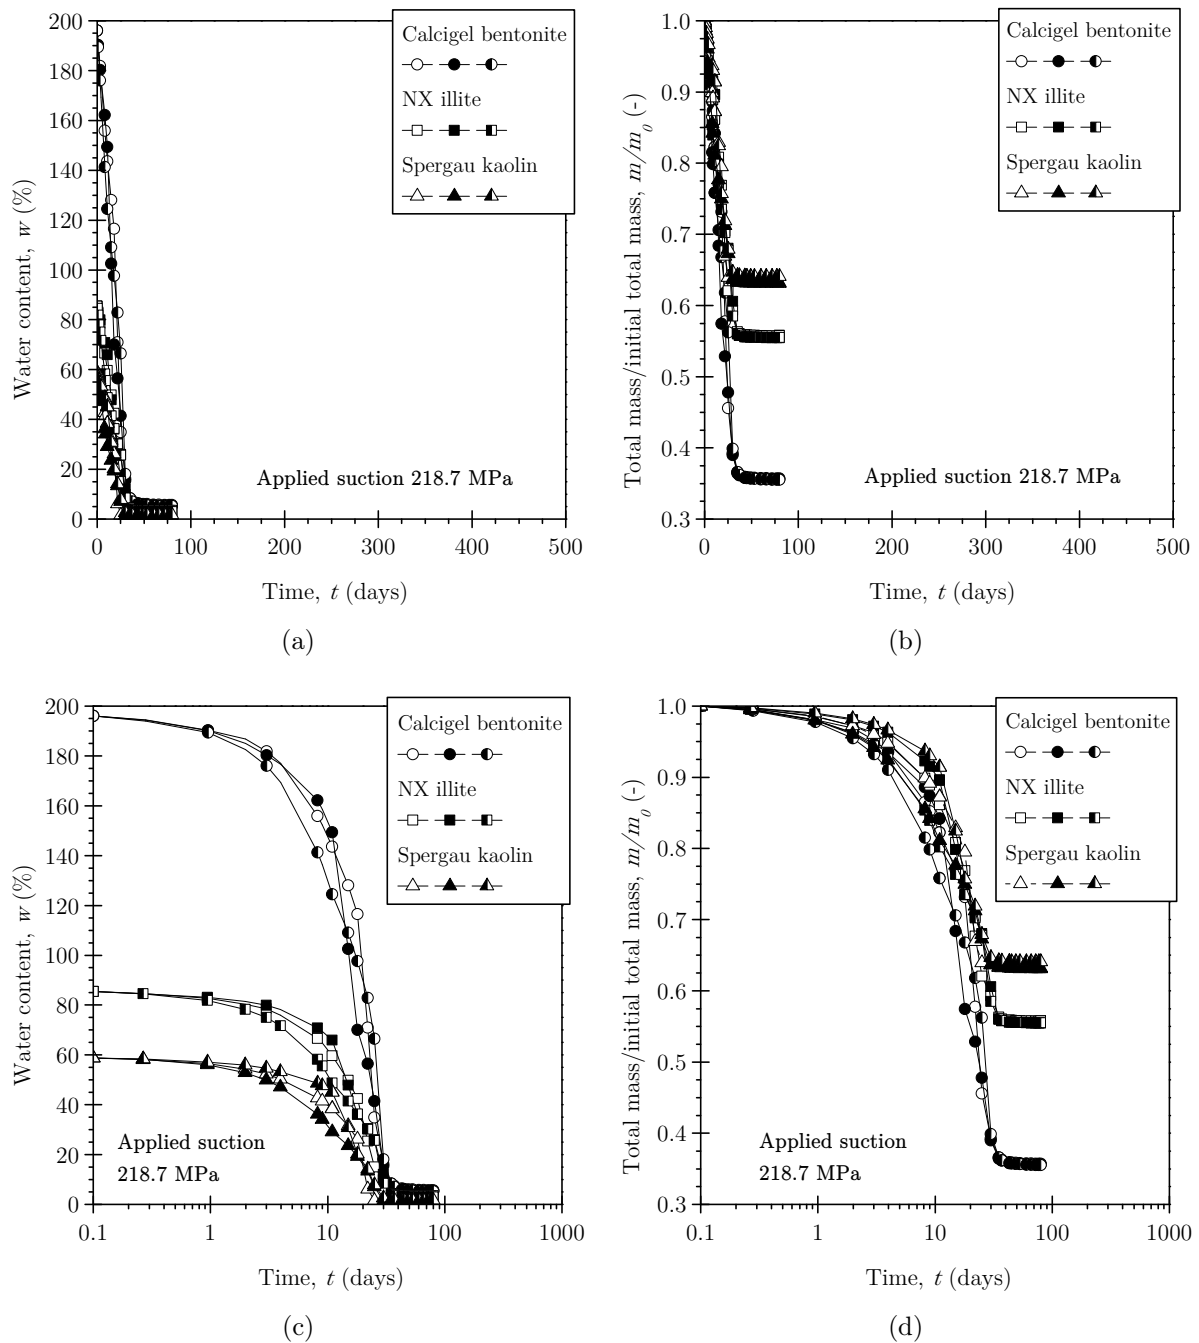 200
180
160
140
120
100
80
60
40
20
0
Water content, w (%)
Calcigel bentonite
NX illite
Spergau kaolin
Applied suction 218.7 MPa
0 100 200 300 400 500
Time, t (days)
(a)
1.0
0.9
0.8
0.7
0.6
0.5
0.4
0.3
Total mass/initial total mass, m/m0 (-)
Calcigel bentonite
NX illite
Spergau kaolin
Applied suction 218.7 MPa
0 100 200 300 400 500
Time, t (days)
(b)
200
180
160
140
120
100
80
60
40
20
0
Water content, w (%)
Calcigel bentonite
NX illite
Spergau kaolin
Applied suction
218.7 MPa
0.1 1 10 100 1000
Time, t (days)
(c)
1.0
0.9
0.8
0.7
0.6
0.5
0.4
0.3
Total mass/initial total mass, m/m0 (-)
Calcigel bentonite
NX illite
Spergau kaolin
Applied suction
218.7 MPa
0.1 1 10 100 1000
Time, t (days)
(d)